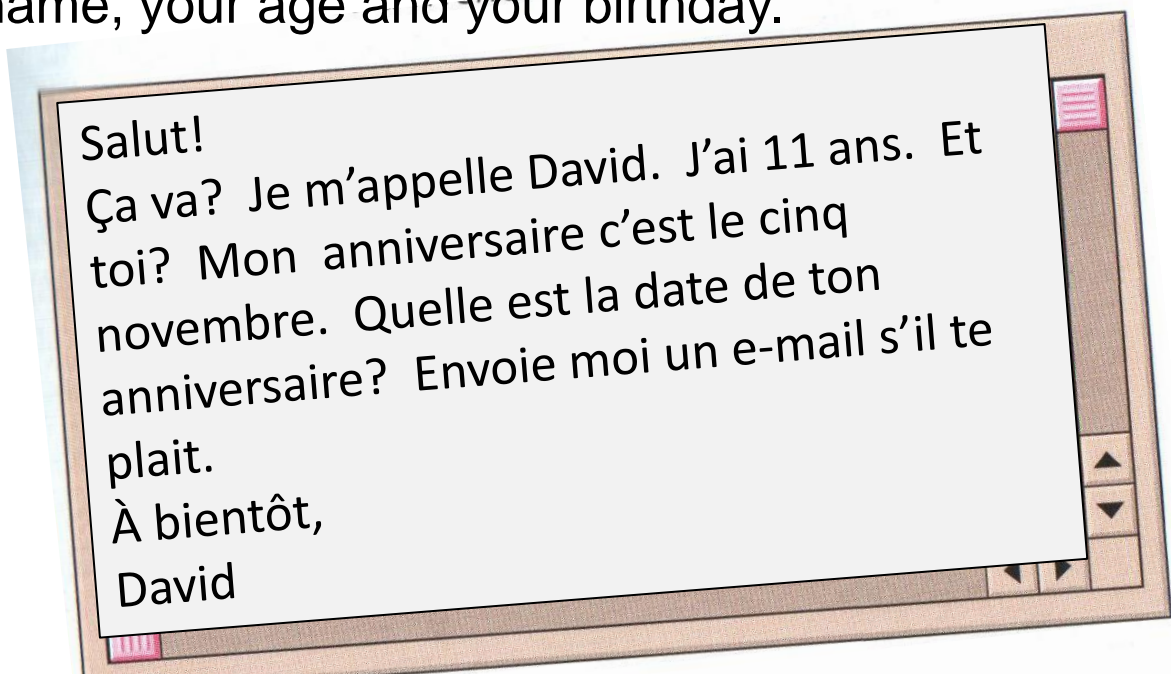 name, your age and your birthday.
Salut!
Ça va?  Je m’appelle David.  J’ai 11 ans.  Et
toi?  Mon  anniversaire c’est le cinq
novembre.  Quelle est la date de ton
anniversaire?  Envoie moi un e-mail s’il te
plait.
À bientôt,
David